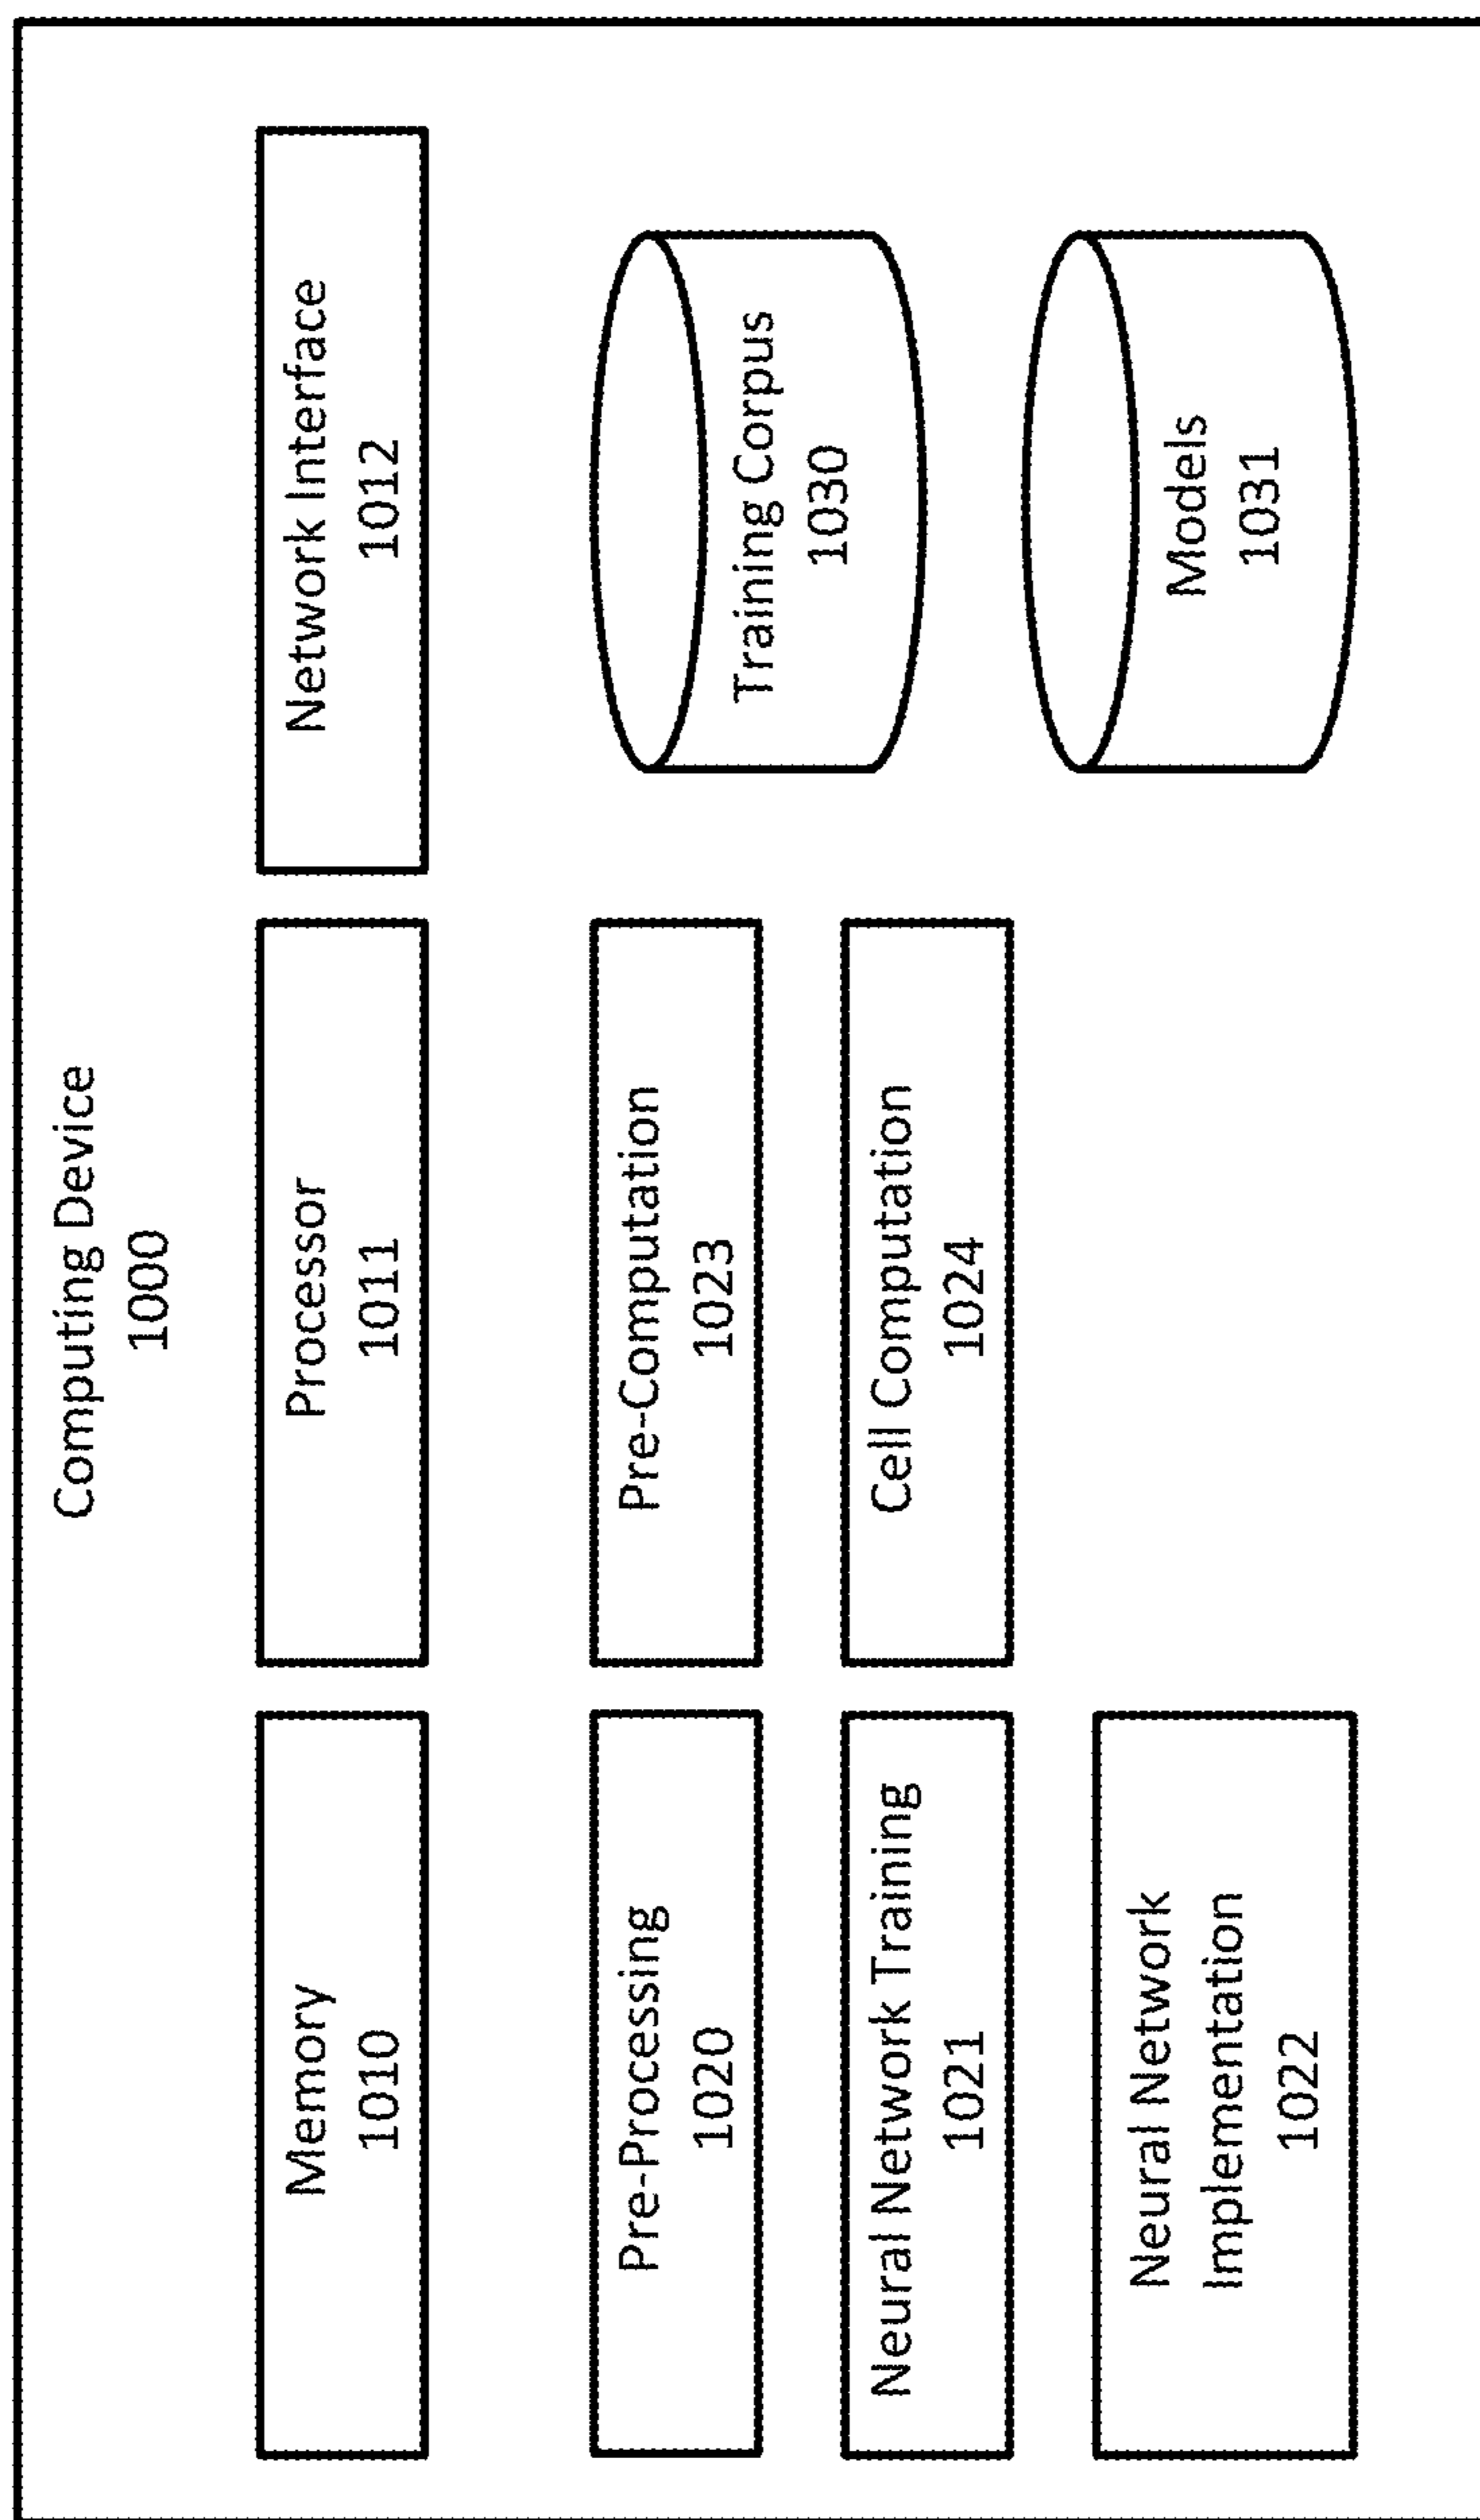 Computing Device
1000
Memory
1010
Processor
1011
Network Interface
1012
Pre-Processing
1020
Pre-Computation
1023
Training Corpus
1030
Neural Network Training
1021
Cell Computation
1024
Neural Network
Implementation
1022
Models
1031